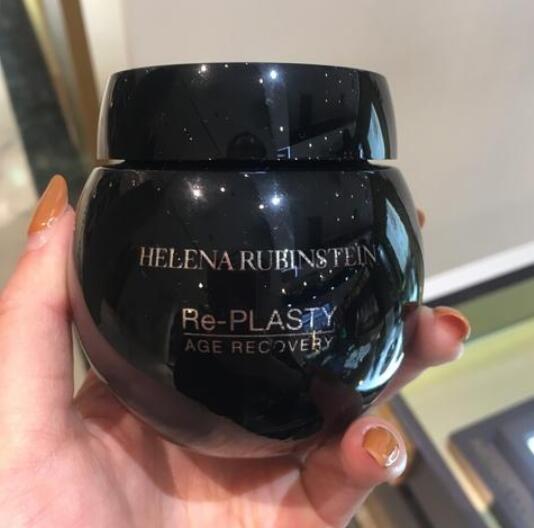 HELENA RUBINSTEIN
Re-PLASTY
AGE RECOVERY